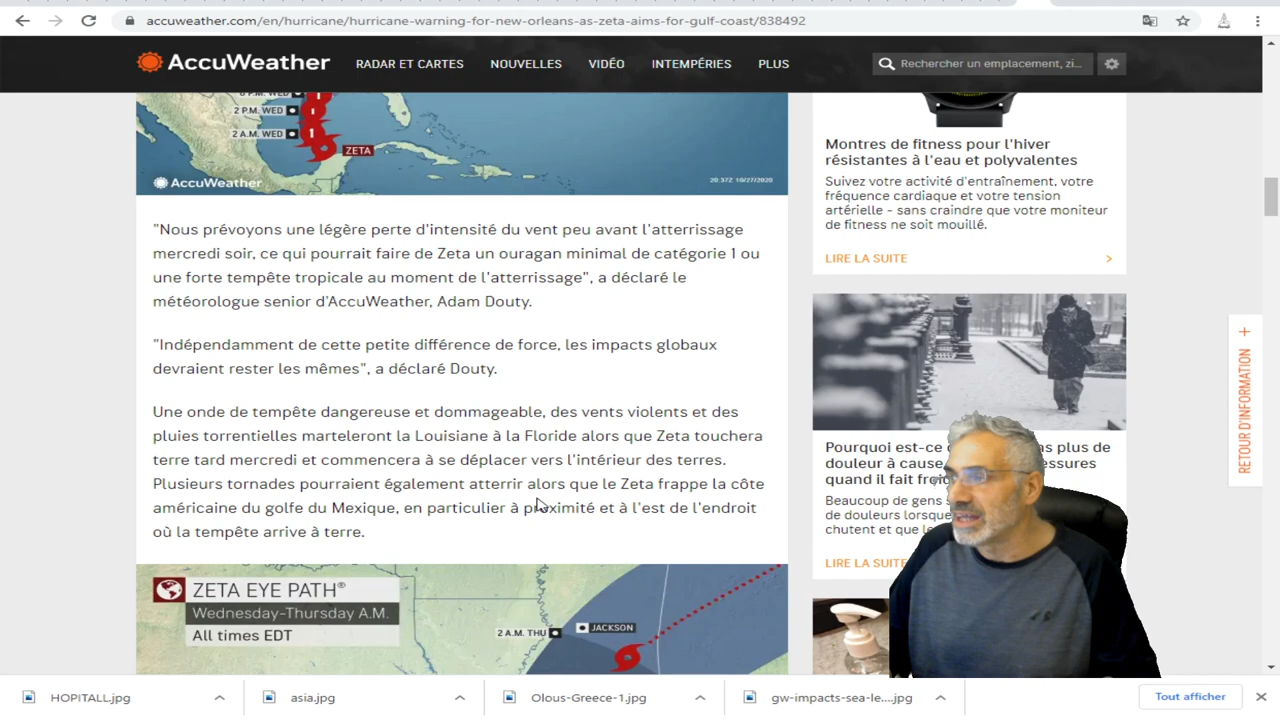 accuweather.com/en/hurricane/hurricane-warning-for-new-orleans-as-zeta-aims-for-gulf-coast/838492
AccuWeather
RADAR ET CARTES
NOUVELLES
VIDÉO
INTEMPÉRIES
PLUS
Rechercher un emplacement, zi...
2 P.M. WED
2 A.M. WED
1
1
ZETA
AccuWeather
20:37Z 10/27/2020
"Nous prévoyons une légère perte d'intensité du vent peu avant l'atterrissage
mercredi soir, ce qui pourrait faire de Zeta un ouragan minimal de catégorie 1 ou
une forte tempête tropicale au moment de l'atterrissage", a déclaré le
météorologue senior d'AccuWeather, Adam Douty.
"Indépendamment de cette petite différence de force, les impacts globaux
devraient rester les mêmes", a déclaré Douty.
Une onde de tempête dangereuse et dommageable, des vents violents et des
pluies torrentielles marteleront la Louisiane à la Floride alors que Zeta touchera
terre tard mercredi et commencera à se déplacer vers l'intérieur des terres.
Plusieurs tornades pourraient également atterrir alors que le Zeta frappe la côte
américaine du golfe du Mexique, en particulier à proximité et à l'est de l'endroit
où la tempête arrive à terre.
ZETA EYE PATH®
Wednesday-Thursday A.M.
All times EDT
2 A.M. THU
JACKSON
Montres de fitness pour l'hiver
résistantes à l'eau et polyvalentes
Suivez votre activité d'entraînement, votre
fréquence cardiaque et votre tension
artérielle - sans craindre que votre moniteur
de fitness ne soit mouillé.
LIRE LA SUITE
Pourquoi est-ce plus de
douleur à cause essures
quand il fait
Beaucoup de gens
de douleurs lorsque
chutent et que
LIRE LA
RETOUR D'INFORMATION +
HOPITALL.jpg
asia.jpg
Olous-Greece-1.jpg
gw-impacts-sea-le....jpg
Tout afficher